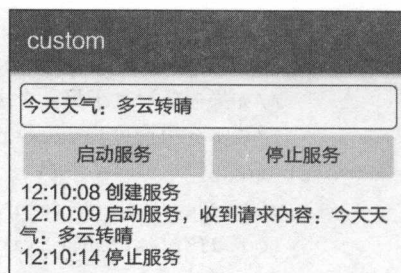 custom
今天天气：多云转晴
启动服务 停止服务
12:10:08 创建服务
12:10:09 启动服务，收到请求内容：今天天
气：多云转晴
12:10:14 停止服务